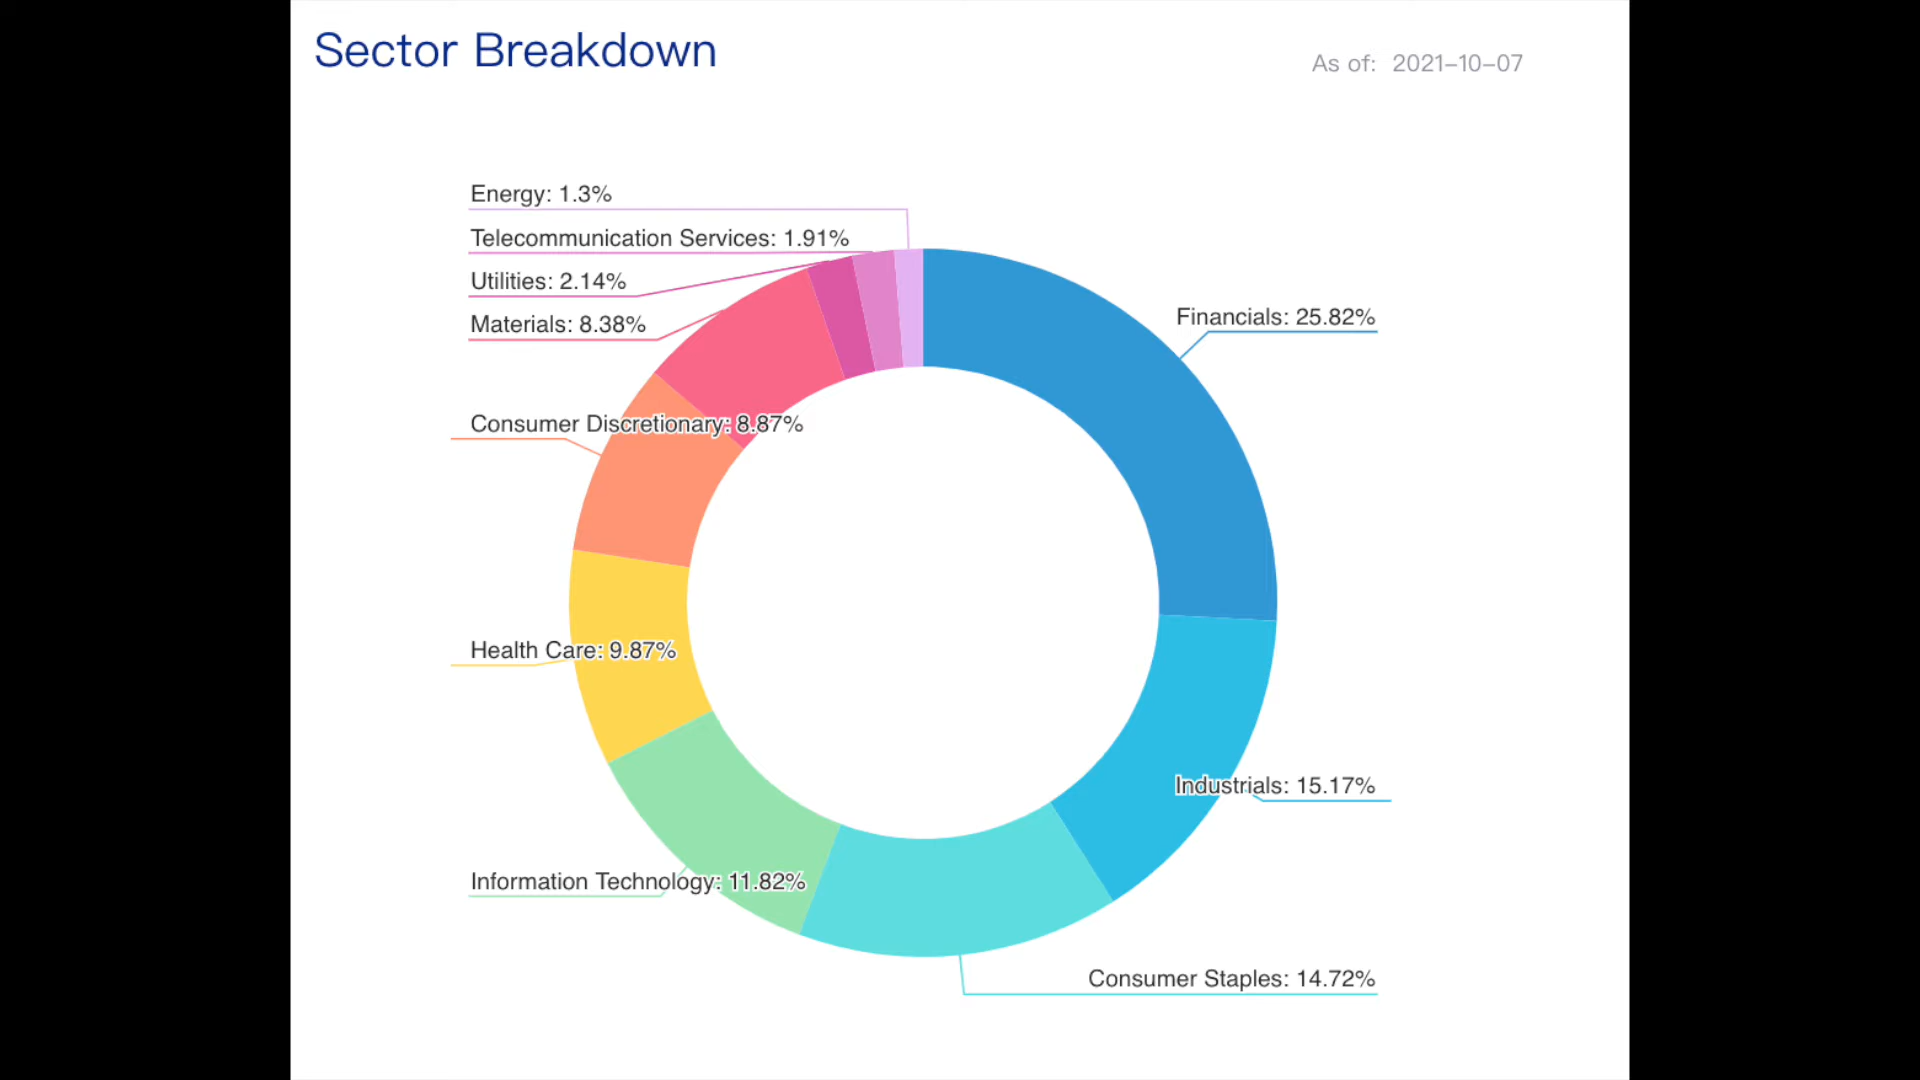 Sector Breakdown
As of: 2021-10-07
Energy: 1.3%
Telecommunication Services: 1.91%
Utilities: 2.14%
Financials: 25.82%
Materials: 8.38%
Consumer Discretionary: 8.87%
Health Care: 9.87%
Industrials: 15.17%
Information Technology: 11.82%
Consumer Staples: 14.72%